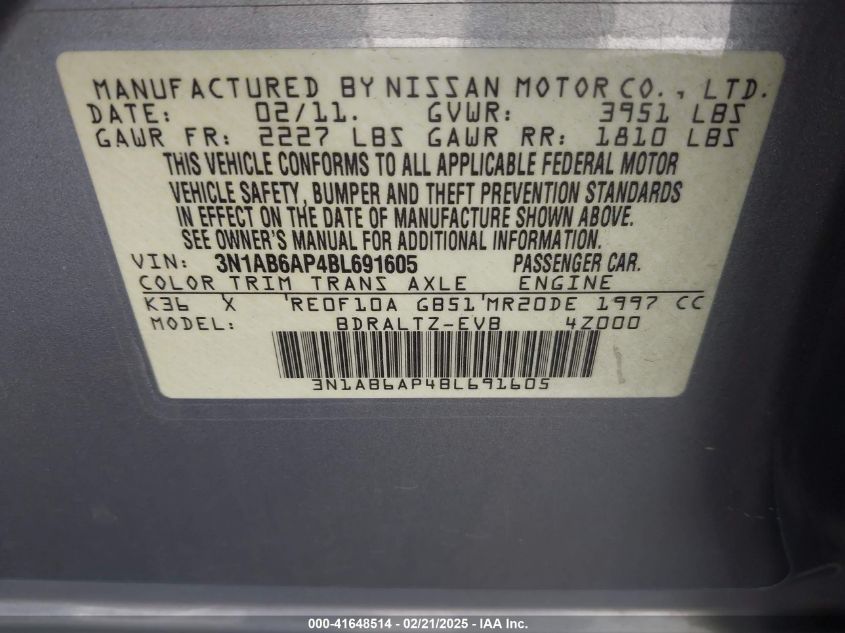 MANUFACTURED BY NISSAN MOTOR CO., LTD.
DATE: 02/11. GVWR: 3951 LBS
GAWR FR: 2227 LBS GAWR RR: 1810 LBS
THIS VEHICLE CONFORMS TO ALL APPLICABLE FEDERAL MOTOR
VEHICLE SAFETY, BUMPER AND THEFT PREVENTION STANDARDS
IN EFFECT ON THE DATE OF MANUFACTURE SHOWN ABOVE.
SEE OWNER'S MANUAL FOR ADDITIONAL INFORMATION.
VIN: 3N1AB6AP4BL691605 PASSENGER CAR.
COLOR TRIM TRANS AXLE ENGINE
K36 X 'RE0F10A GB51'MR20DE 1997 CC
MODEL: BDRALTZ-EVB 4Z000
3N1AB6AP4BL691605
000-41648514 - 02/21/2025 - IAA Inc.